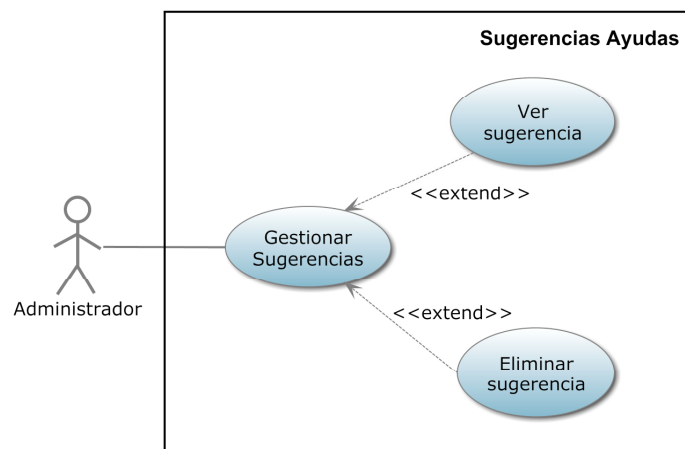 Sugerencias Ayudas
Ver
sugerencia
<<extend>>
Gestionar
Sugerencias
Administrador
<<extend>>
Eliminar
sugerencia